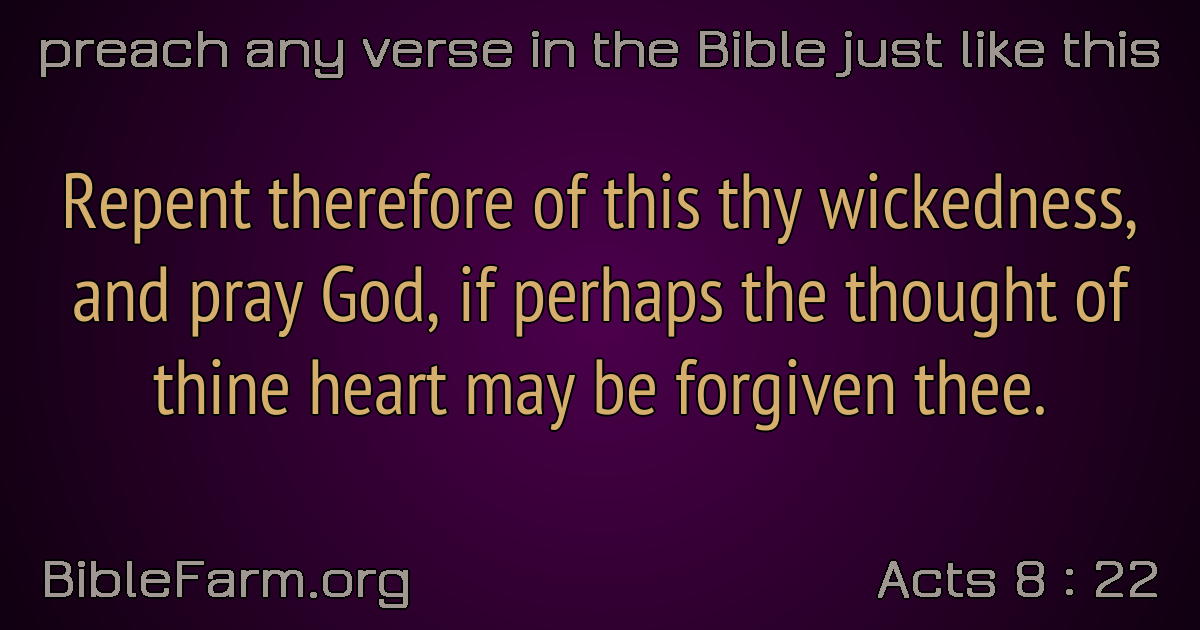 preach any verse in the Bible just like this
Repent therefore of this thy wickedness,
and pray God, if perhaps the thought of
thine heart may be forgiven thee.
BibleFarm.org
Acts 8 : 22